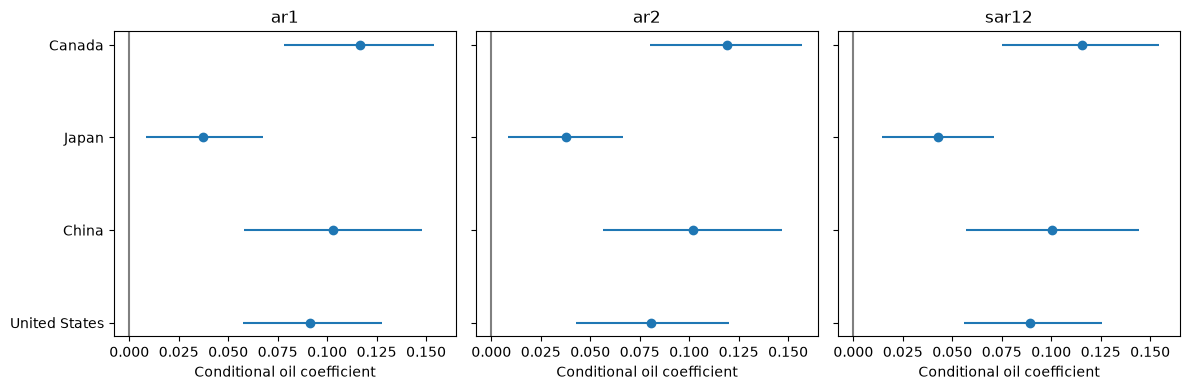 ar1
ar2
sar12
Canada
Japan
China
United States
0.000 0.025 0.050 0.075 0.100 0.125 0.150
0.000 0.025 0.050 0.075 0.100 0.125 0.150
0.000 0.025 0.050 0.075 0.100 0.125 0.150
Conditional oil coefficient
Conditional oil coefficient
Conditional oil coefficient